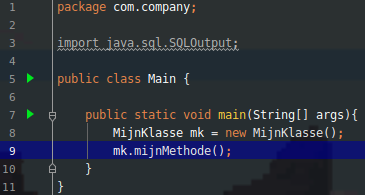 1 package com.company;
2
3 import java.sql.SQLOutput;
4
5 public class Main {
6
7 public static void main(String[] args){
8 MijnKlasse mk = new MijnKlasse();
9 mk.mijnMethode();
10 }
11 }